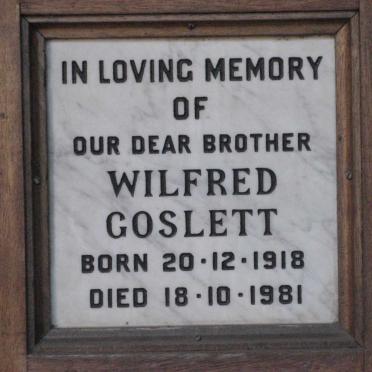 IN LOVING MEMORY
OF
OUR DEAR BROTHER
WILFRED
GOSLETT
BORN 20·12·1918
DIED 18·10·1981